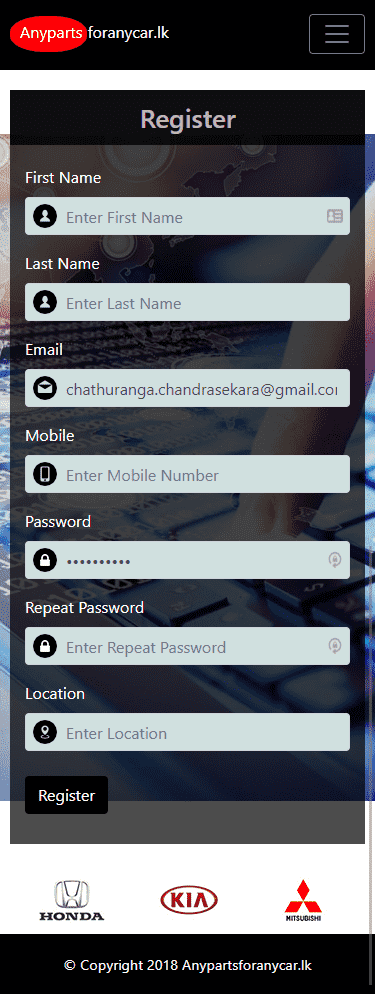 Anyparts foranycar.lk
Register
First Name
Enter First Name
Last Name
Enter Last Name
Email
chathuranga.chandrasekara@gmail.co
Mobile
Enter Mobile Number
Password
••••••••••
Repeat Password
Enter Repeat Password
Location
Enter Location
Register
HONDA
KIA
MITSUBISHI
© Copyright 2018 Anypartsforanycar.lk